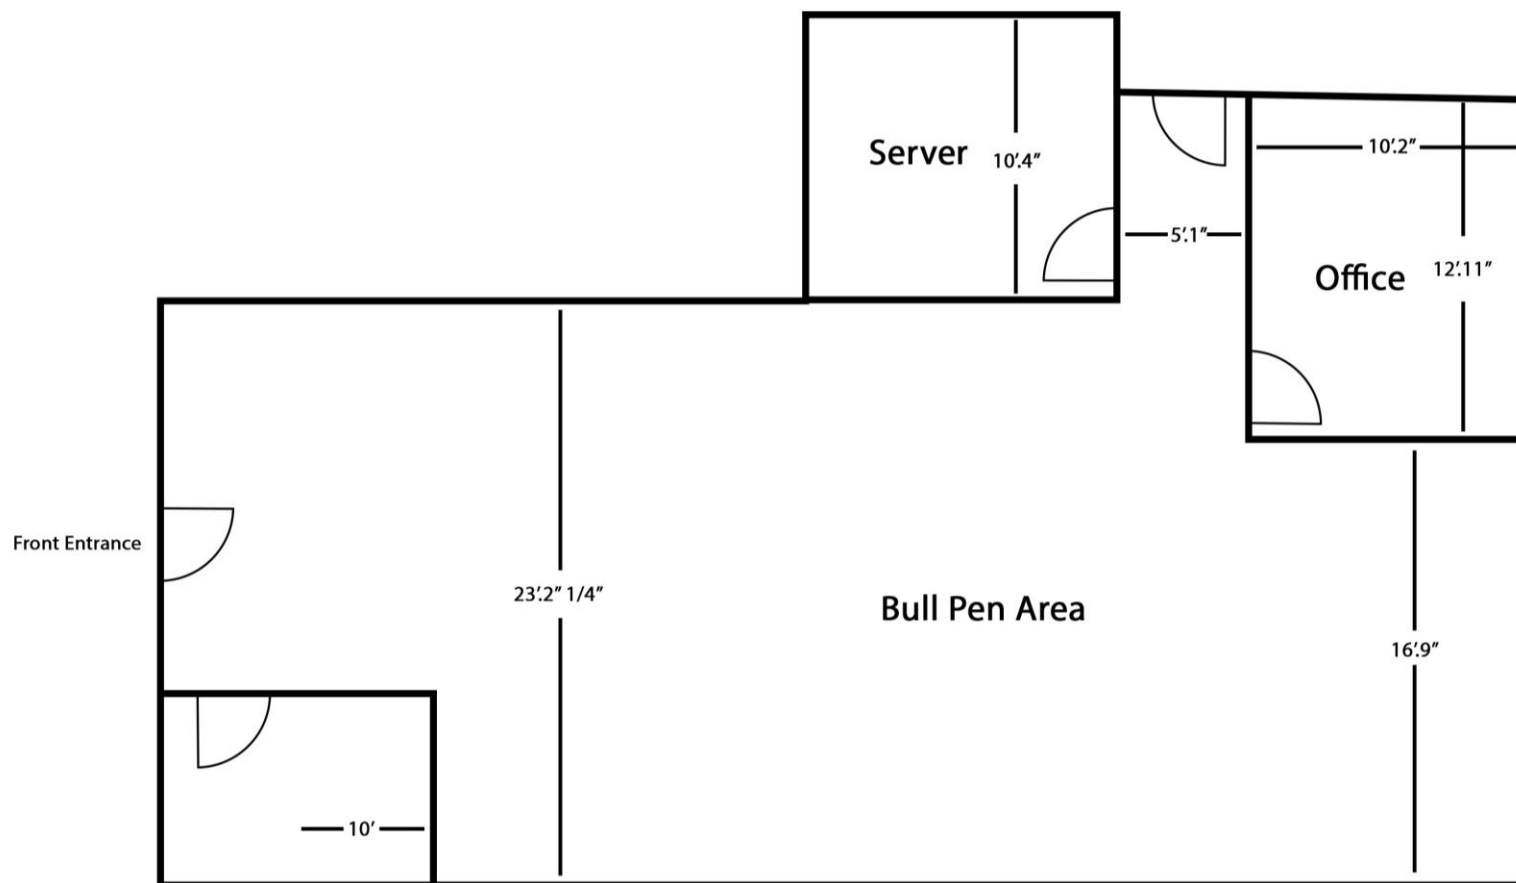 Server
10'.4"
10'.2"
5'.1"
Office
12'.11"
Front Entrance
23'.2" 1/4"
Bull Pen Area
16'.9"
10'